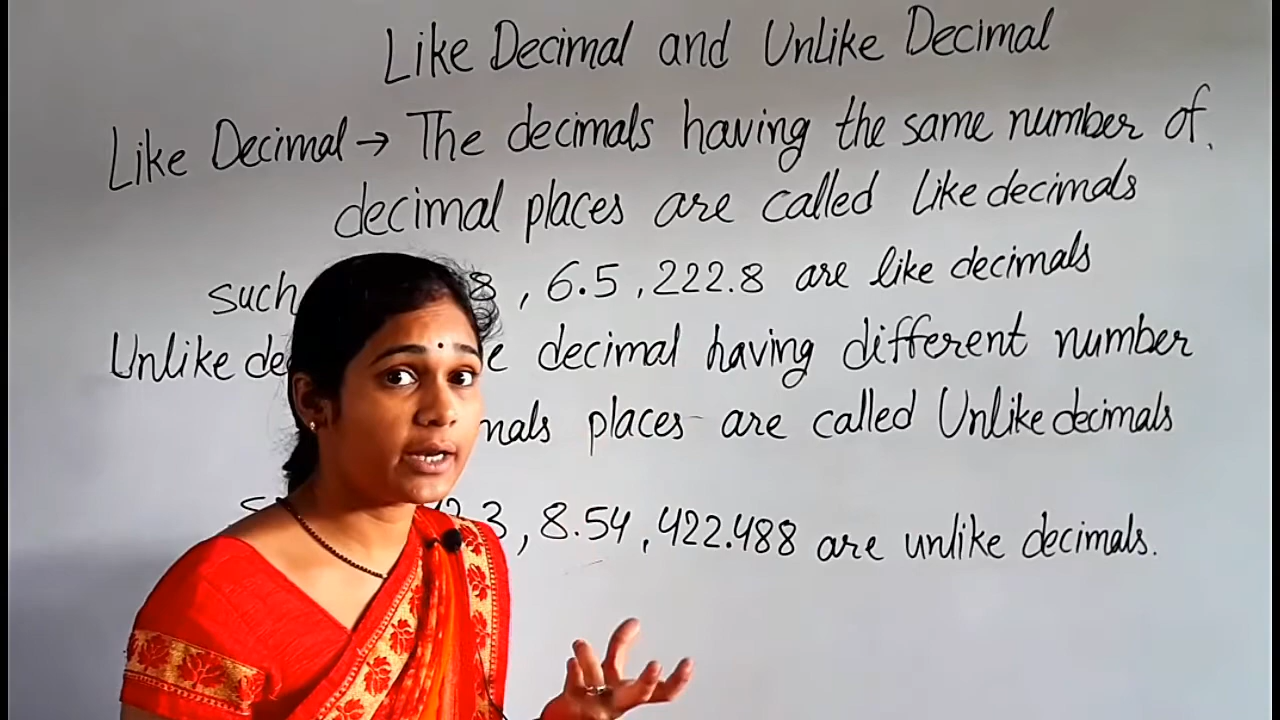 Like Decimal and Unlike Decimal
Like Decimal → The decimals having the same number of.
decimal places are called like decimals
such 8 , 6.5 , 222.8 are like decimals
Unlike decimal having different number
places are called Unlike decimals
3 , 8.54 , 422.488 are unlike decimals.